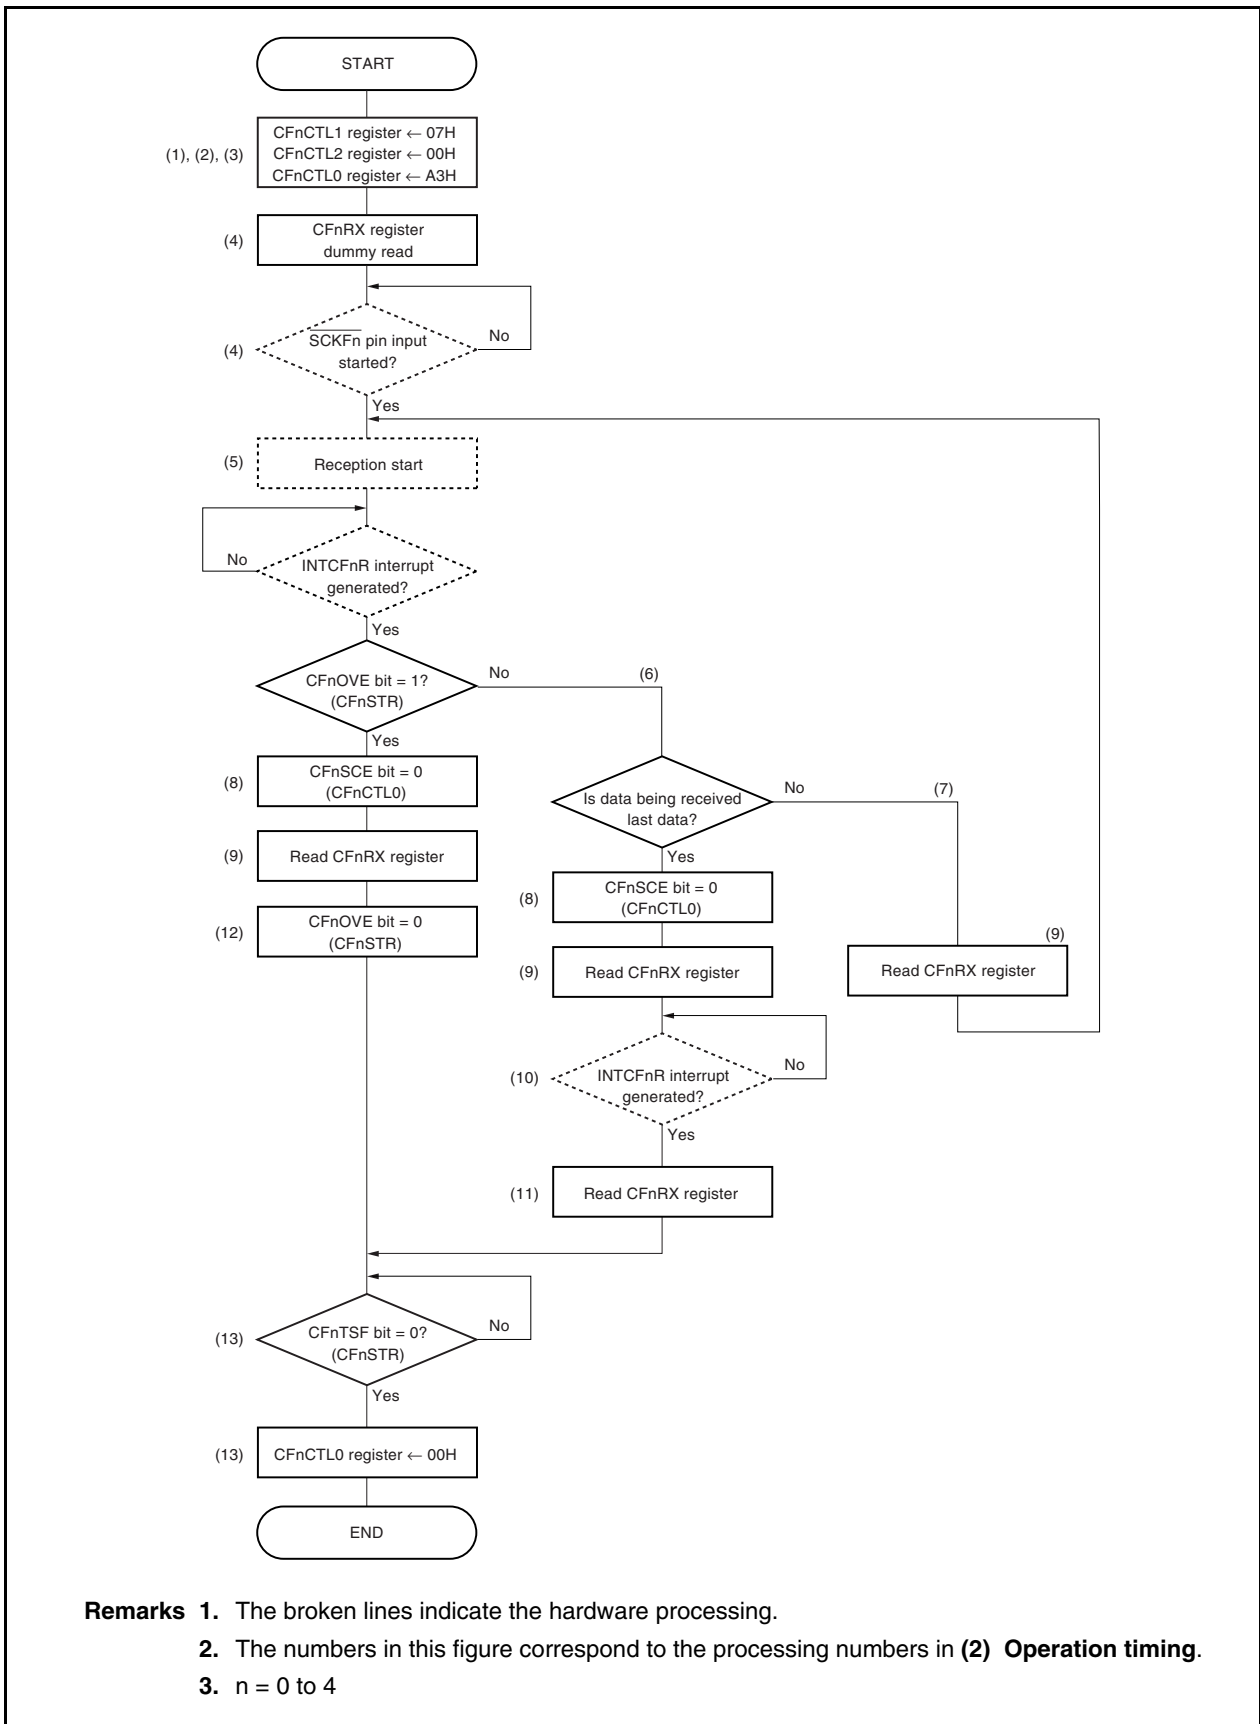 START
(1), (2), (3)
CFnCTL1 register ← 07H
CFnCTL2 register ← 00H
CFnCTL0 register ← A3H
(4)
CFnRX register
dummy read
(4)
SCKFn pin input
started?
No
Yes
(5)
Reception start
No
INTCFnR interrupt
generated?
Yes
CFnOVE bit = 1?
(CFnSTR)
No
(6)
Yes
(8)
CFnSCE bit = 0
(CFnCTL0)
Is data being received
last data?
No
(7)
Yes
(9)
Read CFnRX register
(8)
CFnSCE bit = 0
(CFnCTL0)
(12)
CFnOVE bit = 0
(CFnSTR)
(9)
Read CFnRX register
(9)
Read CFnRX register
(10)
INTCFnR interrupt
generated?
No
Yes
(11)
Read CFnRX register
(13)
CFnTSF bit = 0?
(CFnSTR)
No
Yes
(13)
CFnCTL0 register ← 00H
END
Remarks 1. The broken lines indicate the hardware processing.
2. The numbers in this figure correspond to the processing numbers in (2) Operation timing.
3. n = 0 to 4